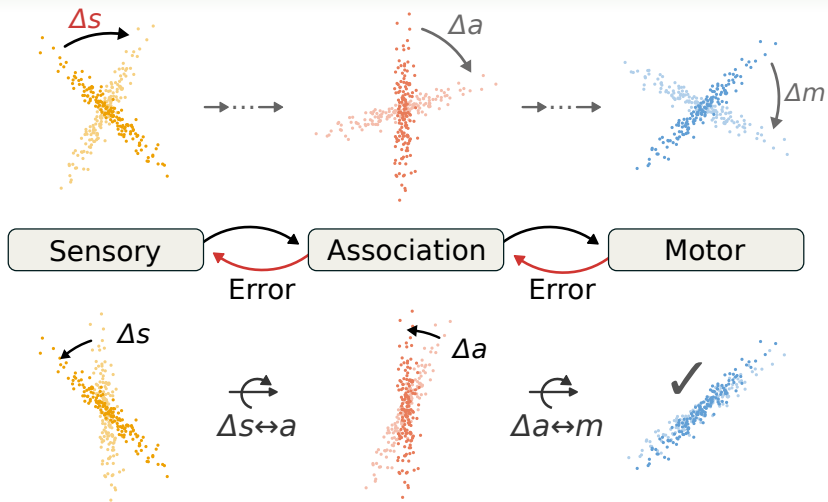 Δs
Δa
Δm
Sensory
Association
Motor
Error
Error
Δs
Δa
Δs↔a
Δa↔m